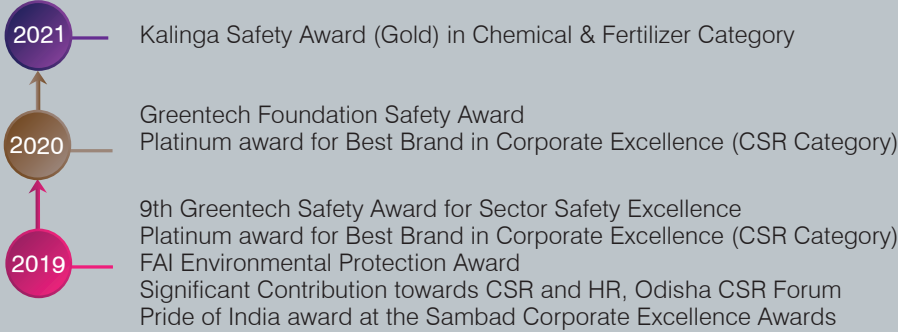 2021
Kalinga Safety Award (Gold) in Chemical & Fertilizer Category
2020
Greentech Foundation Safety Award
Platinum award for Best Brand in Corporate Excellence (CSR Category)
2019
9th Greentech Safety Award for Sector Safety Excellence
Platinum award for Best Brand in Corporate Excellence (CSR Category)
FAI Environmental Protection Award
Significant Contribution towards CSR and HR, Odisha CSR Forum
Pride of India award at the Sambad Corporate Excellence Awards